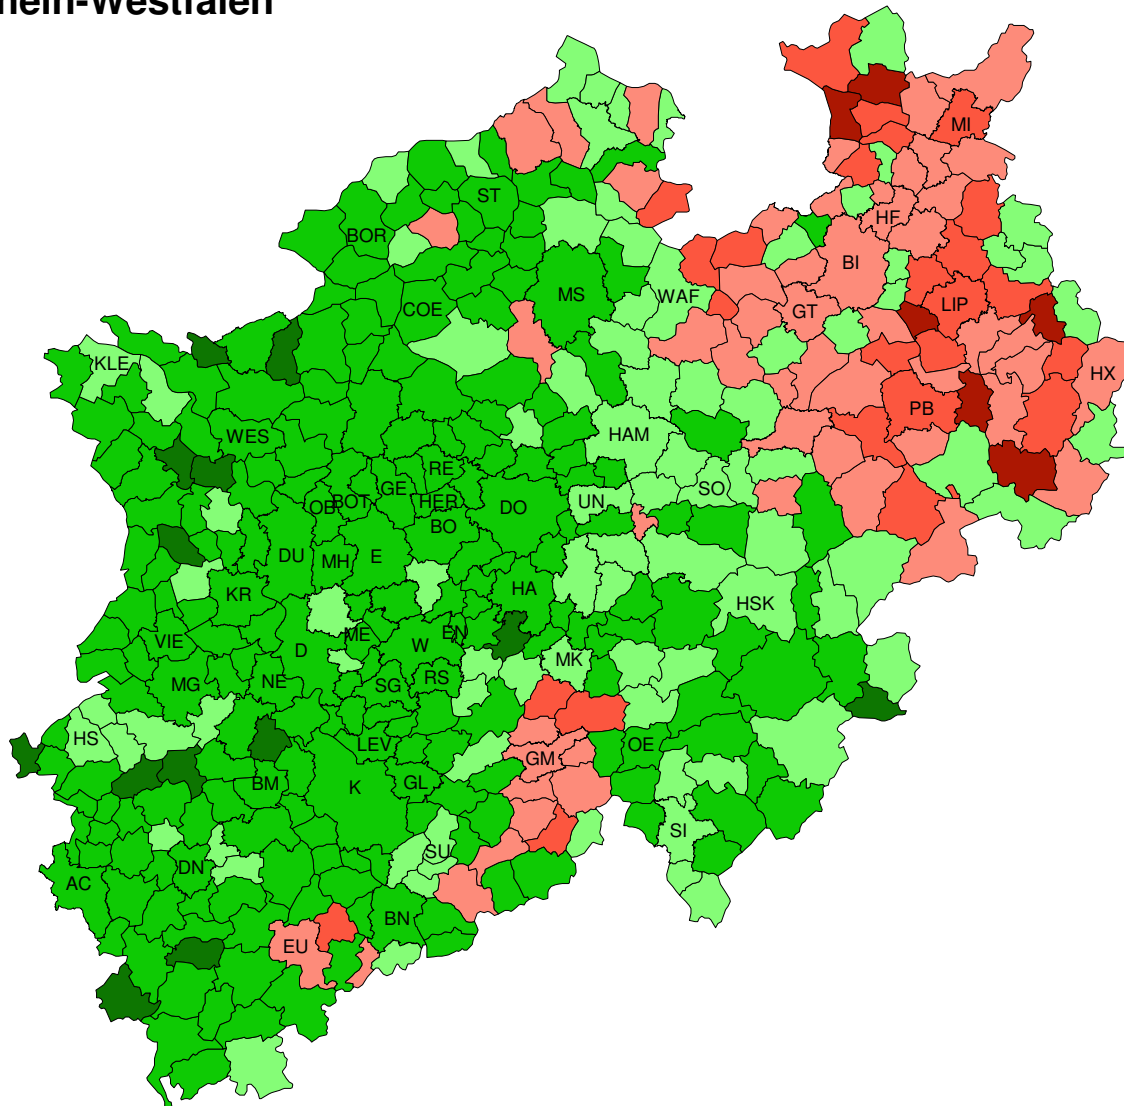 hein-Westfalen
MI
ST
HF
BOR
BI
MS
WAF
LIP
COE
GT
KLE
HX
PB
WES
HAM
RE
GE
SO
OB
BOT
HER
DO
UN
BO
DU
MH
E
HA
KR
HSK
VIE
ME
EN
W
D
MK
MG
NE
SG
RS
HS
LEV
OE
GM
BM
K
GL
SI
SU
DN
AC
BN
EU